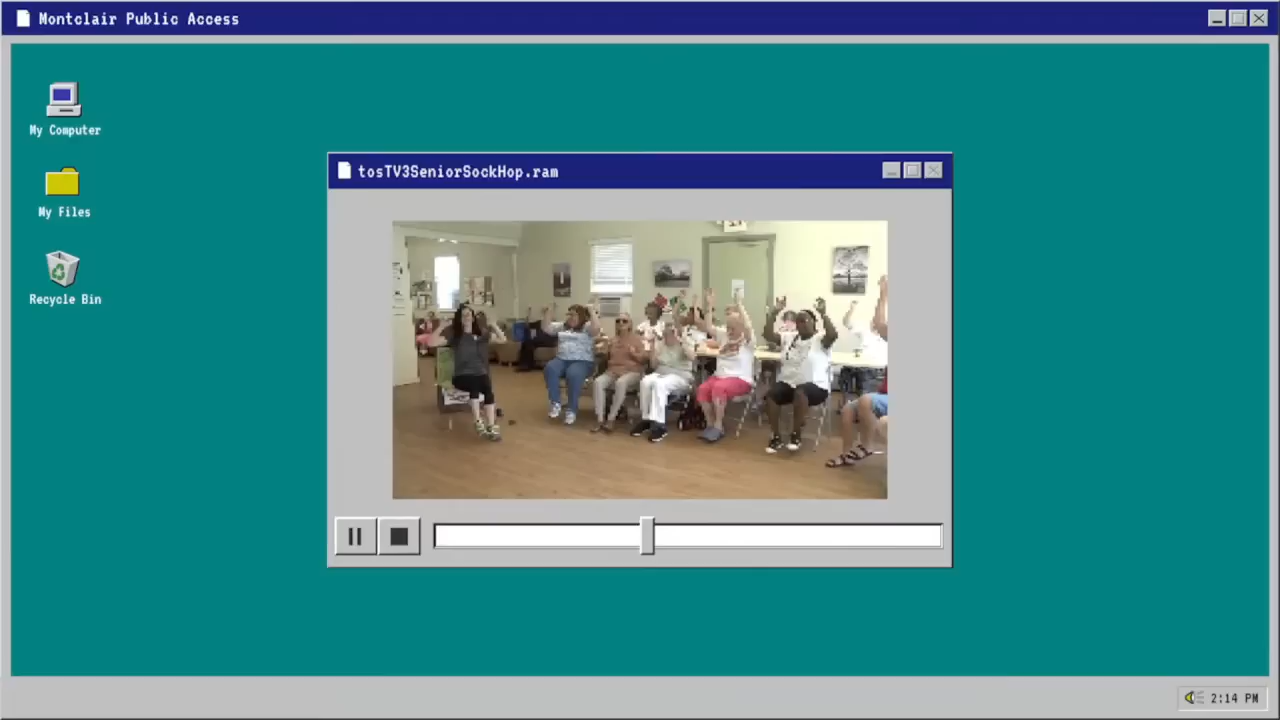 Montclair Public Access
My Computer
My Files
Recycle Bin
tosTV3SeniorSockHop.ram
2:14 PM